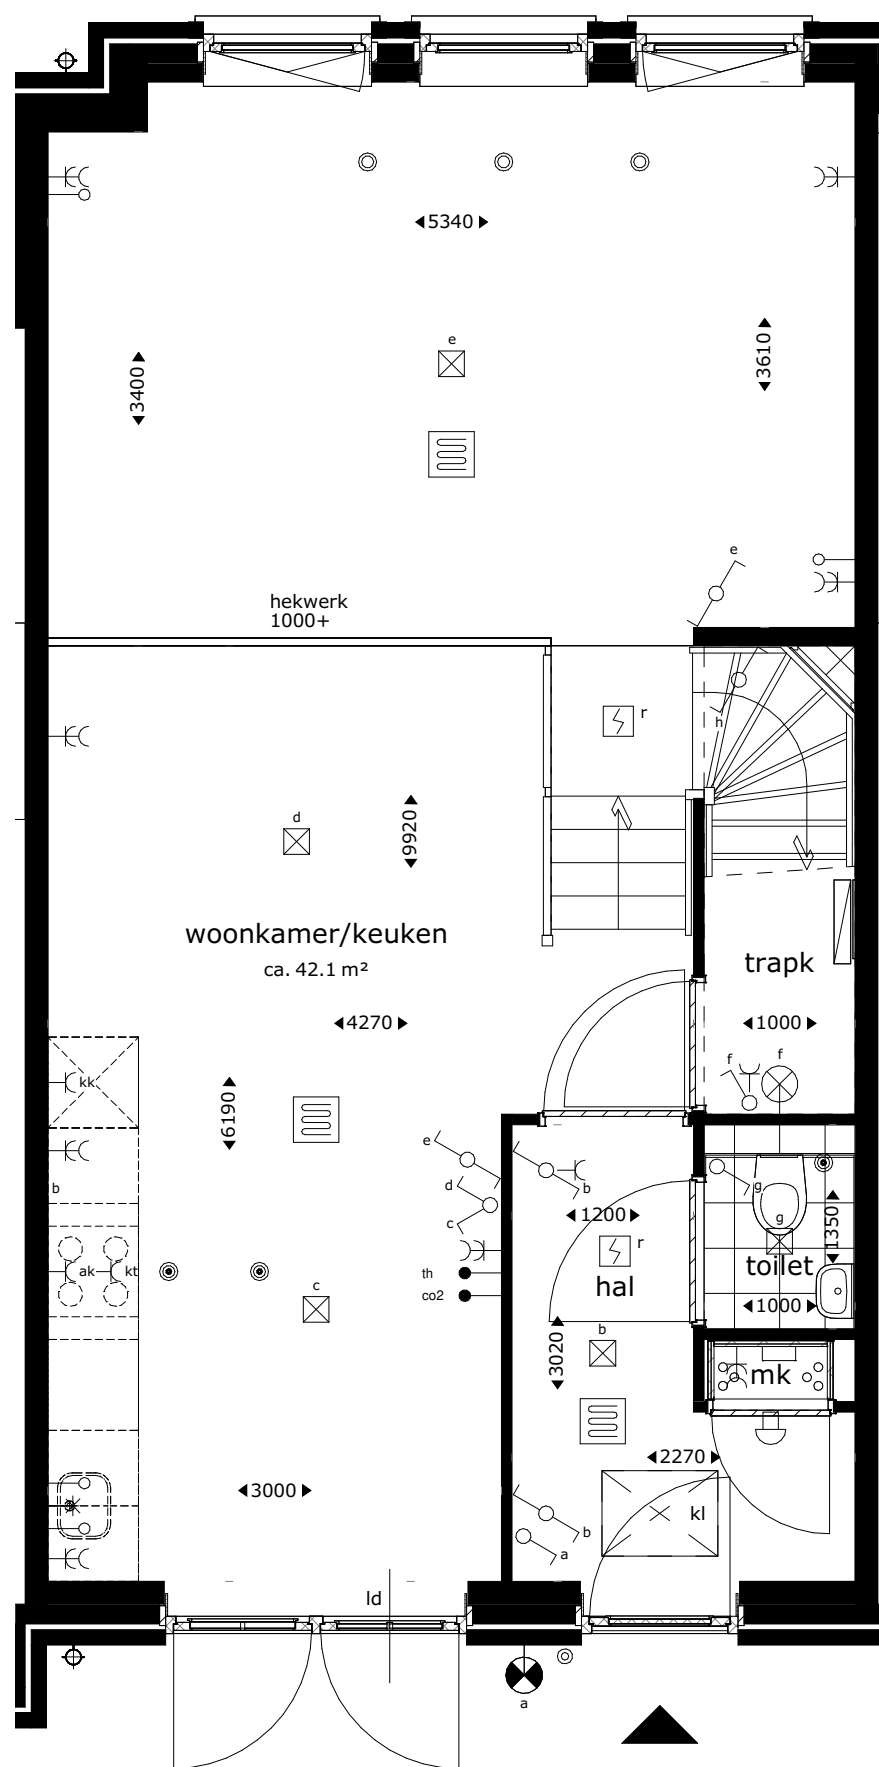 5340
e
3400
3610
e
hekwerk
1000+
r
h
d
9920
woonkamer/keuken
ca. 42.1 m²
trapk
4270
1000
f
f
kk
6190
e
b
d
b
g
c
1200
g
1350
r
ak
kt
th
co2
hal
toilet
c
1000
b
3020
mk
2270
3000
kl
b
a
ld
a